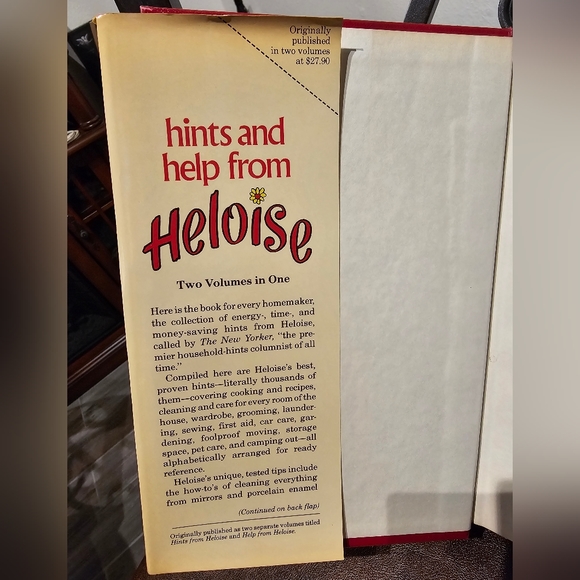 Originally
published
in two volumes
at $27.90
hints and
help from
Heloise
Two Volumes in One
Here is the book for every homemaker,
the collection of energy-, time-, and
money-saving hints from Heloise,
called by The New Yorker, "the pre-
mier household-hints columnist of all
time."
Compiled here are Heloise's best,
proven hints—literally thousands of
them—covering cooking and recipes,
cleaning and care for every room of the
house, wardrobe, grooming, launder-
ing, sewing, first aid, car care, gar-
dening, foolproof moving, storage
space, pet care, and camping out—all
alphabetically arranged for ready
reference.
Heloise's unique, tested tips include
the how-to's of cleaning everything
from mirrors and porcelain enamel
(Continued on back flap)
Originally published as two separate volumes titled
Hints from Heloise and Help from Heloise.